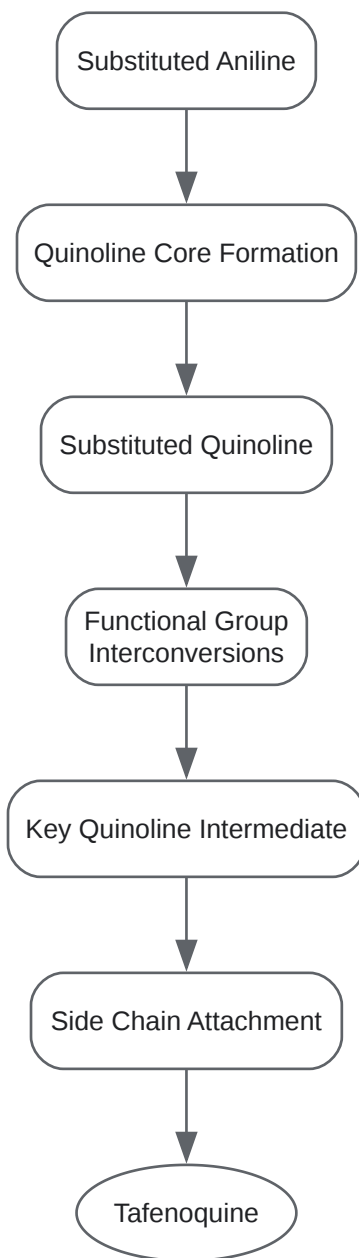 Substituted Aniline
Quinoline Core Formation
Substituted Quinoline
Functional Group
Interconversions
Key Quinoline Intermediate
Side Chain Attachment
Tafenoquine